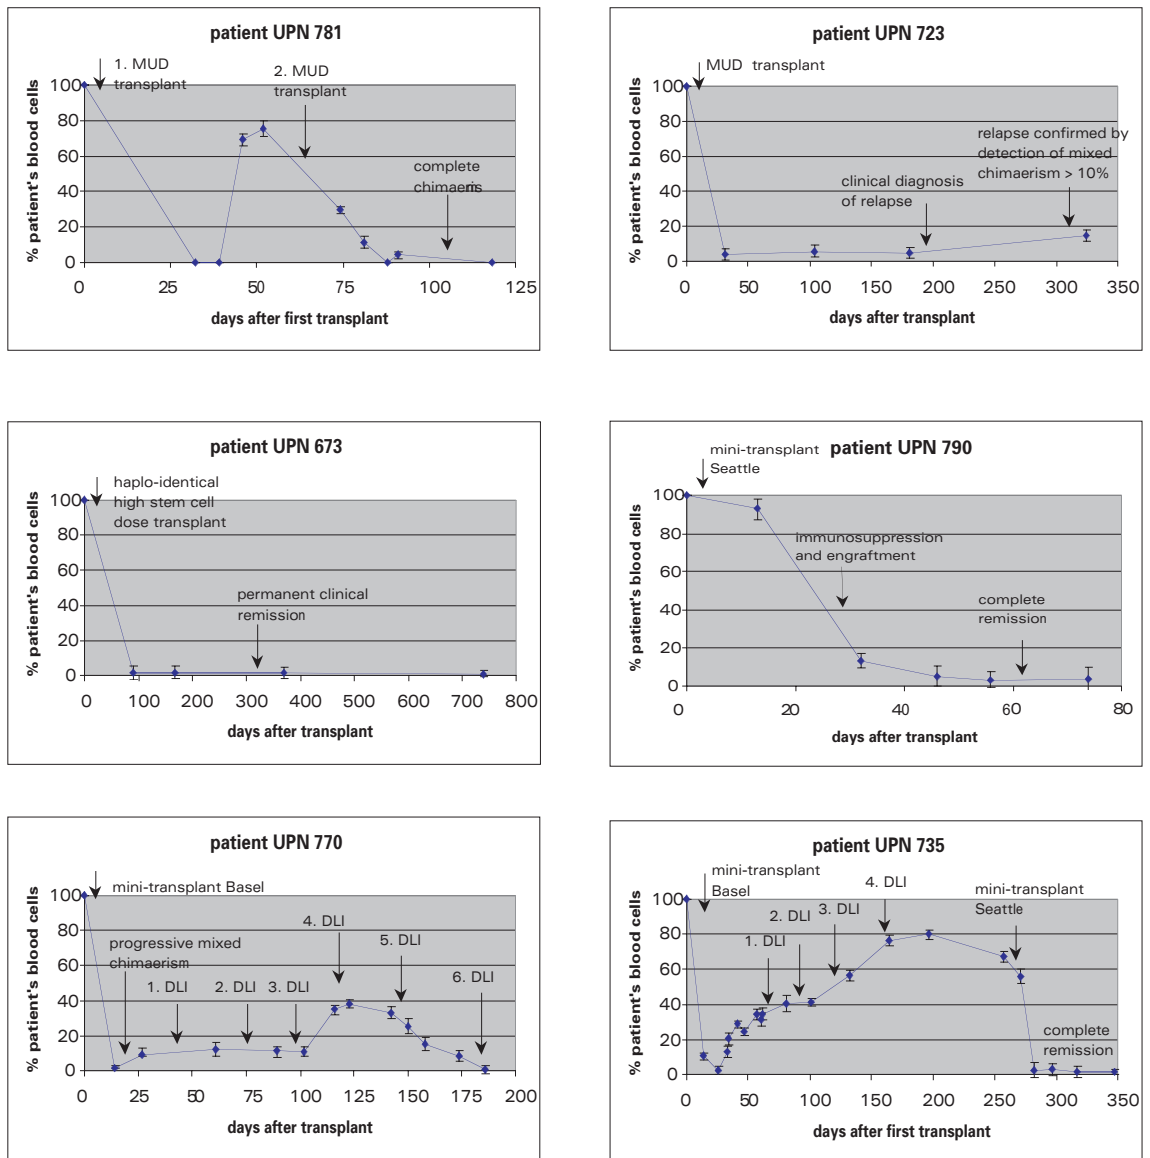 patient UPN 781
1. MUD
transplant
2. MUD
transplant
complete
chimaeris
% patient's blood cells
100
80
60
40
20
0
0 25 50 75 100 125
days after first transplant
patient UPN 723
MUD transplant
relapse confirmed by
detection of mixed
chimaerism > 10%
clinical diagnosis
of relapse
% patient's blood cells
100
80
60
40
20
0
0 50 100 150 200 250 300 350
days after transplant
patient UPN 673
haplo-identical
high stem cell
dose transplant
permanent clinical
remission
% patient's blood cells
100
80
60
40
20
0
0 100 200 300 400 500 600 700 800
days after transplant
patient UPN 790
mini-transplant
Seattle
immunosuppression
and engraftment
complete
remission
% patient's blood cells
100
80
60
40
20
0
0 20 40 60 80
days after transplant
patient UPN 770
mini-transplant Basel
progressive mixed
chimaerism
1. DLI
2. DLI
3. DLI
4. DLI
5. DLI
6. DLI
% patient's blood cells
100
80
60
40
20
0
0 25 50 75 100 125 150 175 200
days after transplant
patient UPN 735
mini-transplant
Basel
1. DLI
2. DLI
3. DLI
4. DLI
mini-transplant
Seattle
complete
remission
% patient's blood cells
100
80
60
40
20
0
0 50 100 150 200 250 300 350
days after first transplant